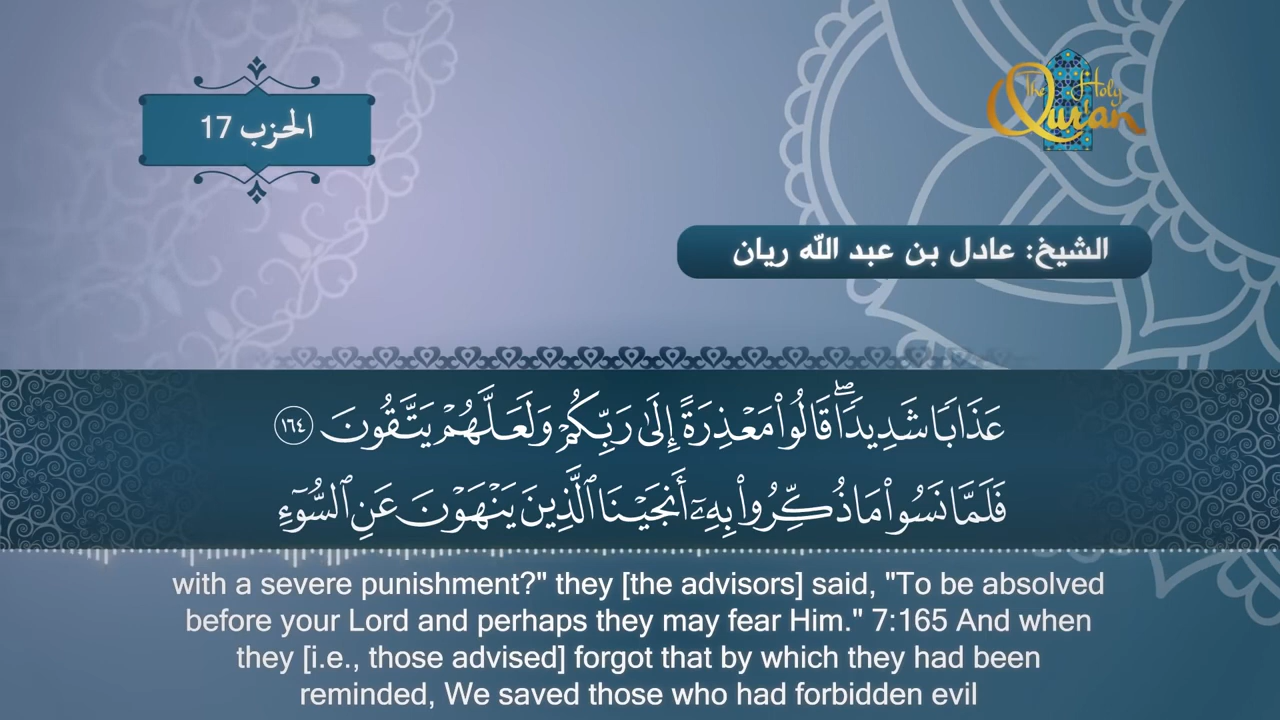 الحزب 17
The Holy Qur'an
الشيخ: عادل بن عبد الله ريان
عَذَابًا شَدِيدًاۖ قَالُواْ مَعۡذِرَةً إِلَىٰ رَبِّكُمۡ وَلَعَلَّهُمۡ يَتَّقُونَ ١٦٤
فَلَمَّا نَسُواْ مَا ذُكِّرُواْ بِهِۦٓ أَنجَيۡنَا ٱلَّذِينَ يَنۡهَوۡنَ عَنِ ٱلسُّوٓءِ
with a severe punishment?" they [the advisors] said, "To be absolved
before your Lord and perhaps they may fear Him." 7:165 And when
they [i.e., those advised] forgot that by which they had been
reminded, We saved those who had forbidden evil